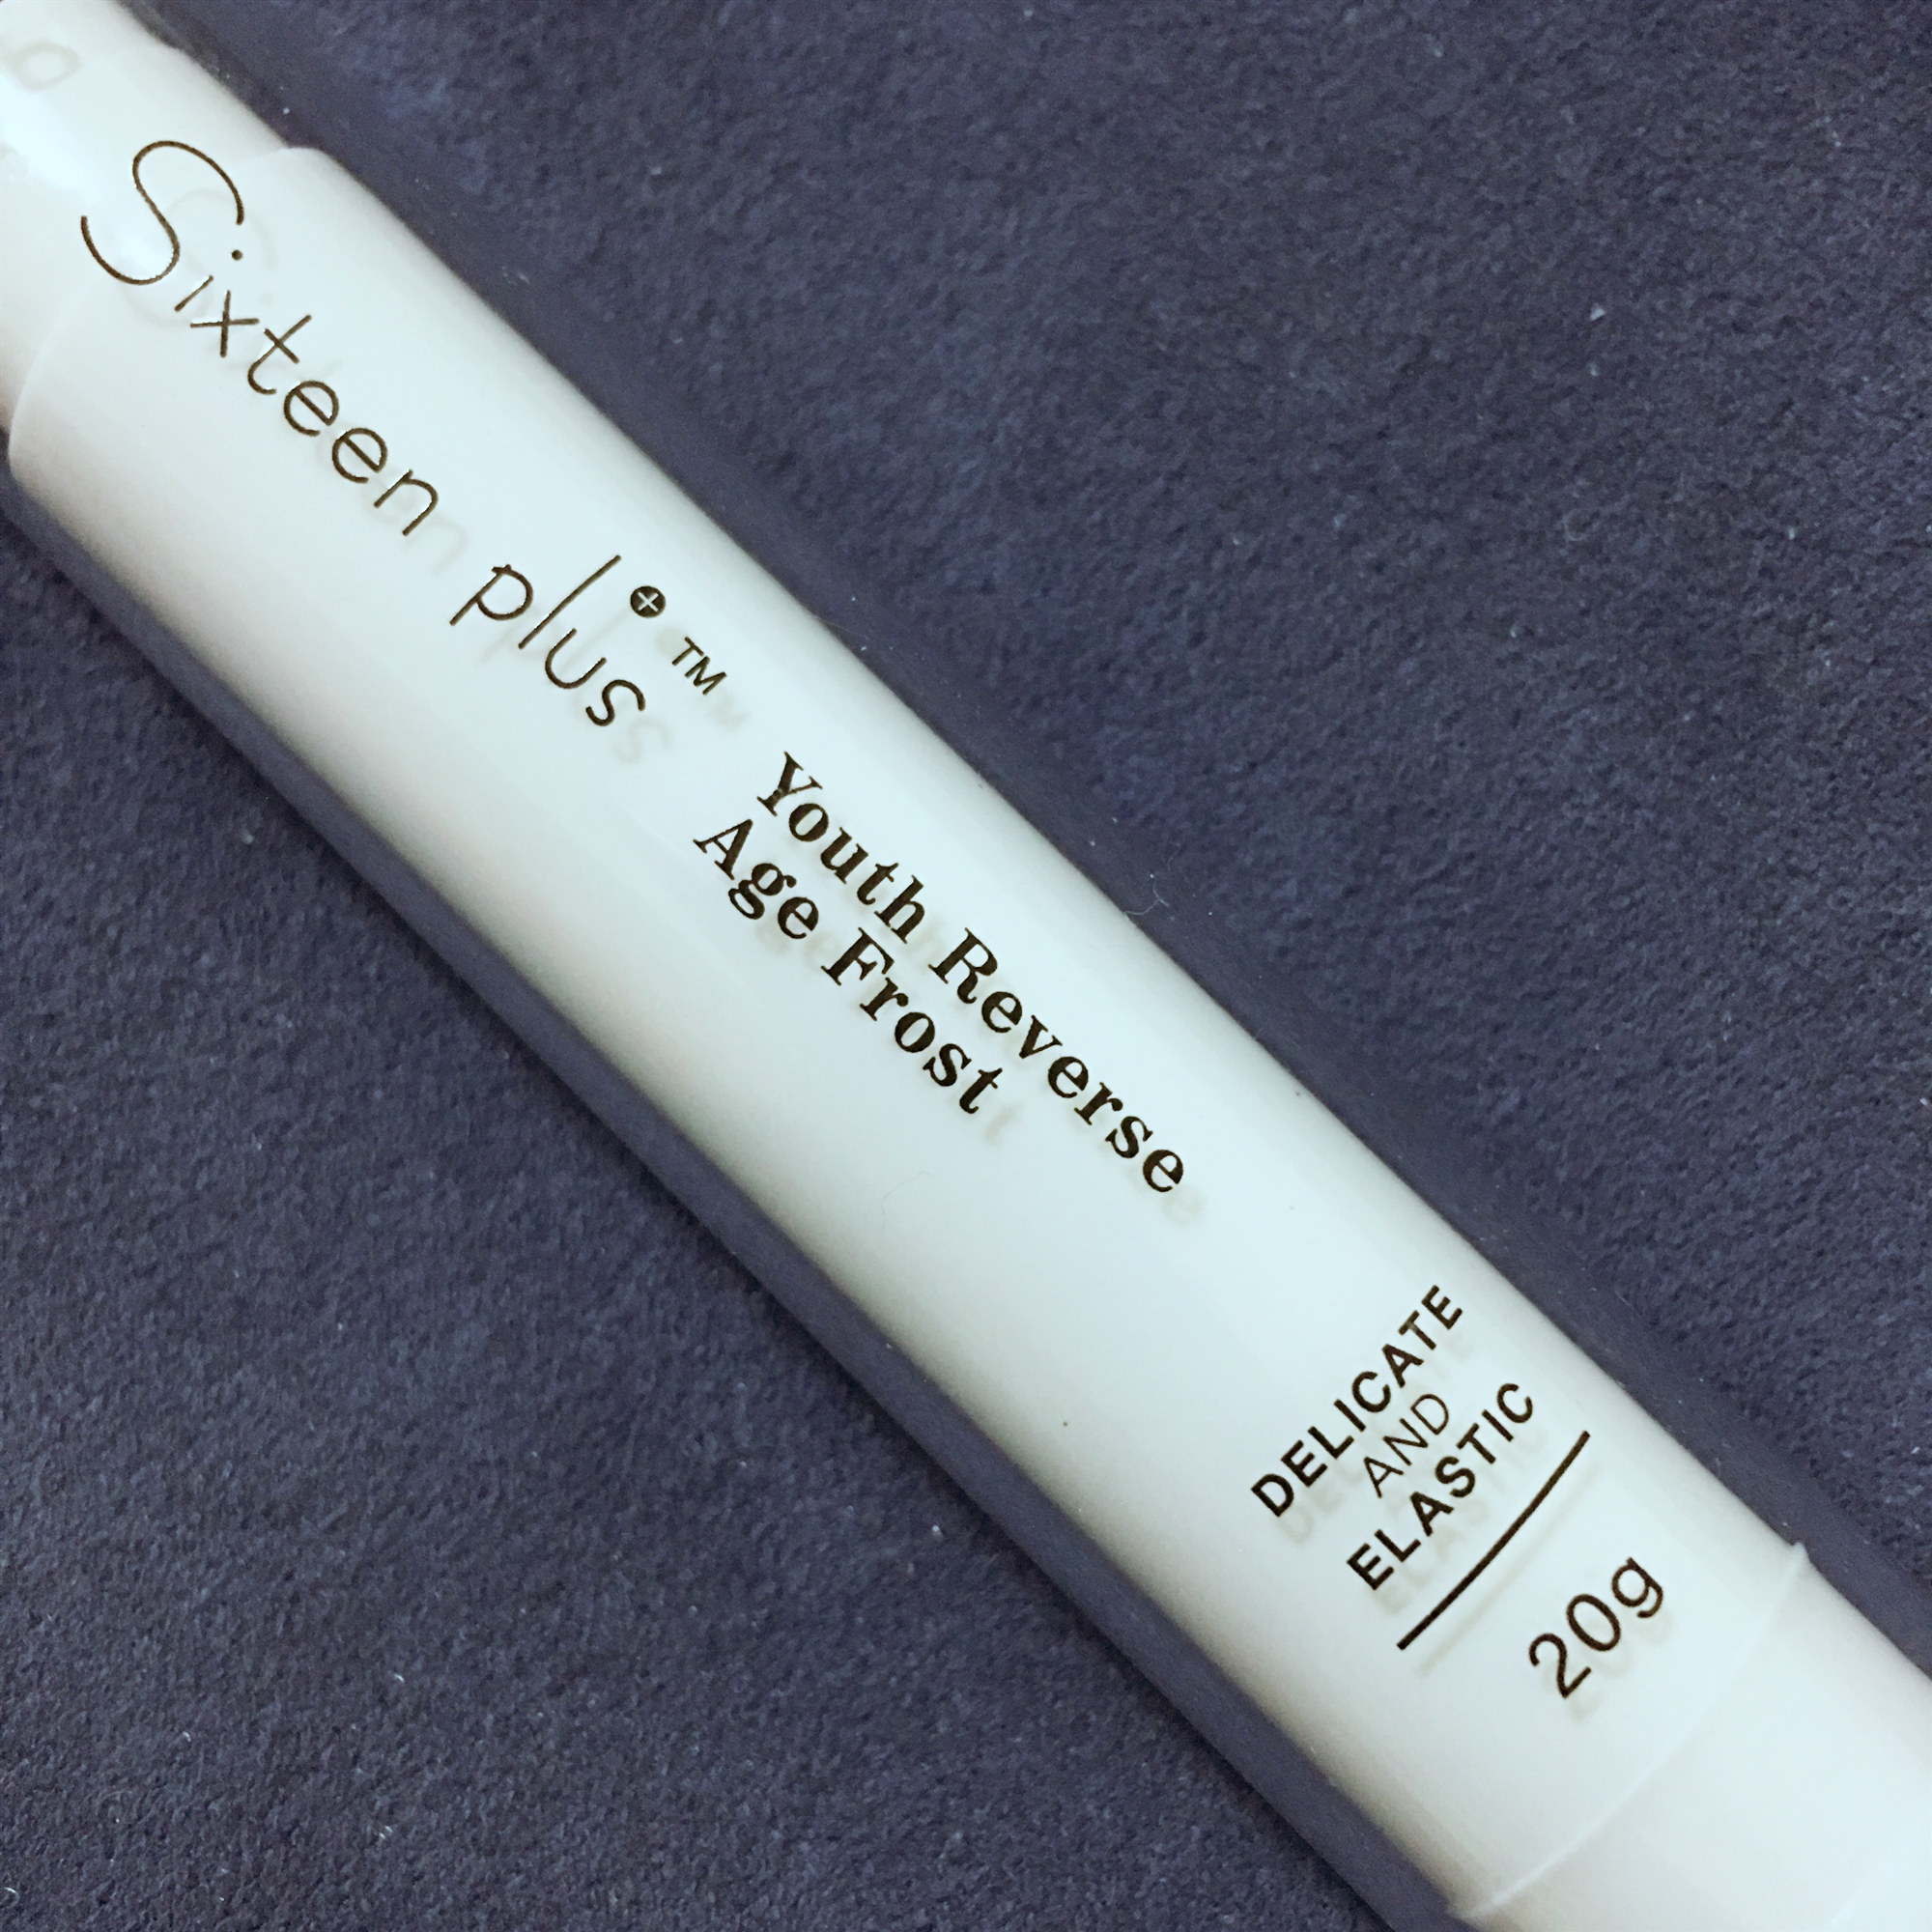 Sixteen plus™
Youth Reverse
Age Frost
DELICATE
AND
ELASTIC
20g